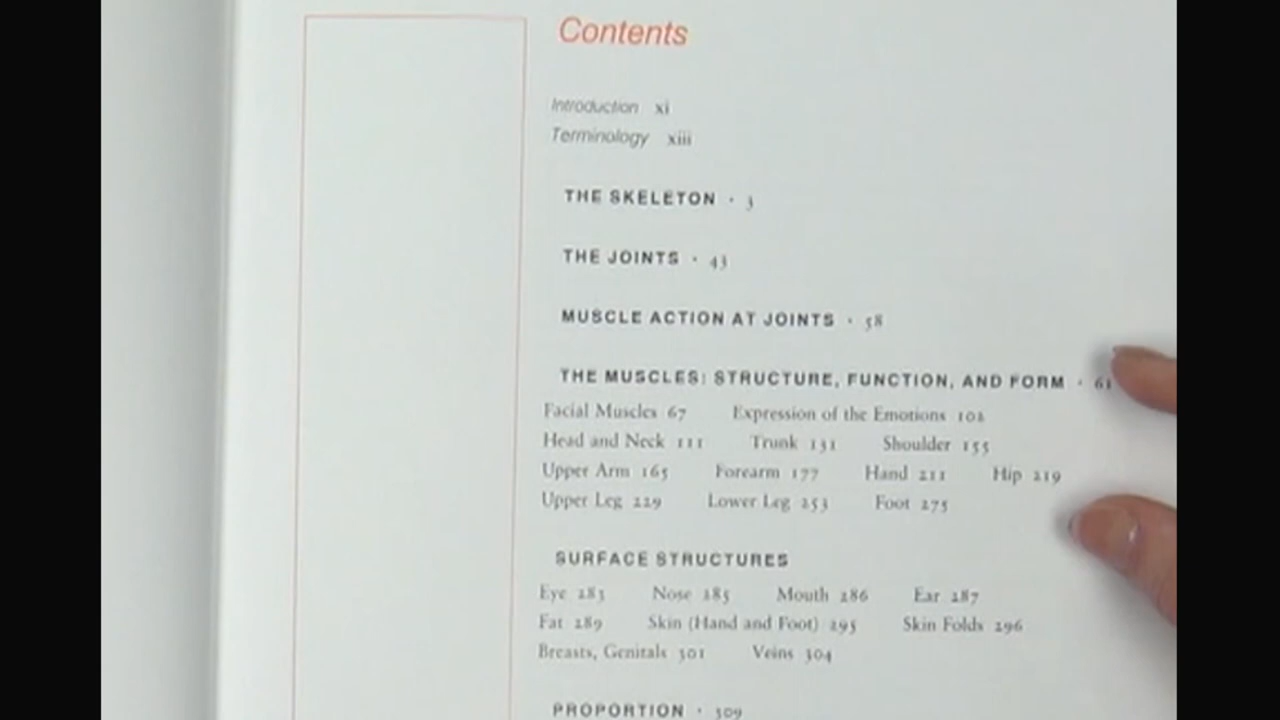 Contents
Introduction xi
Terminology xiii
THE SKELETON · 3
THE JOINTS · 43
MUSCLE ACTION AT JOINTS · 58
THE MUSCLES: STRUCTURE, FUNCTION, AND FORM · 61
Facial Muscles 67 Expression of the Emotions 102
Head and Neck 111 Trunk 131 Shoulder 155
Upper Arm 165 Forearm 177 Hand 211 Hip 219
Upper Leg 229 Lower Leg 253 Foot 275
SURFACE STRUCTURES
Eye 283 Nose 285 Mouth 286 Ear 287
Fat 289 Skin (Hand and Foot) 295 Skin Folds 296
Breasts, Genitals 301 Veins 304
PROPORTION · 309